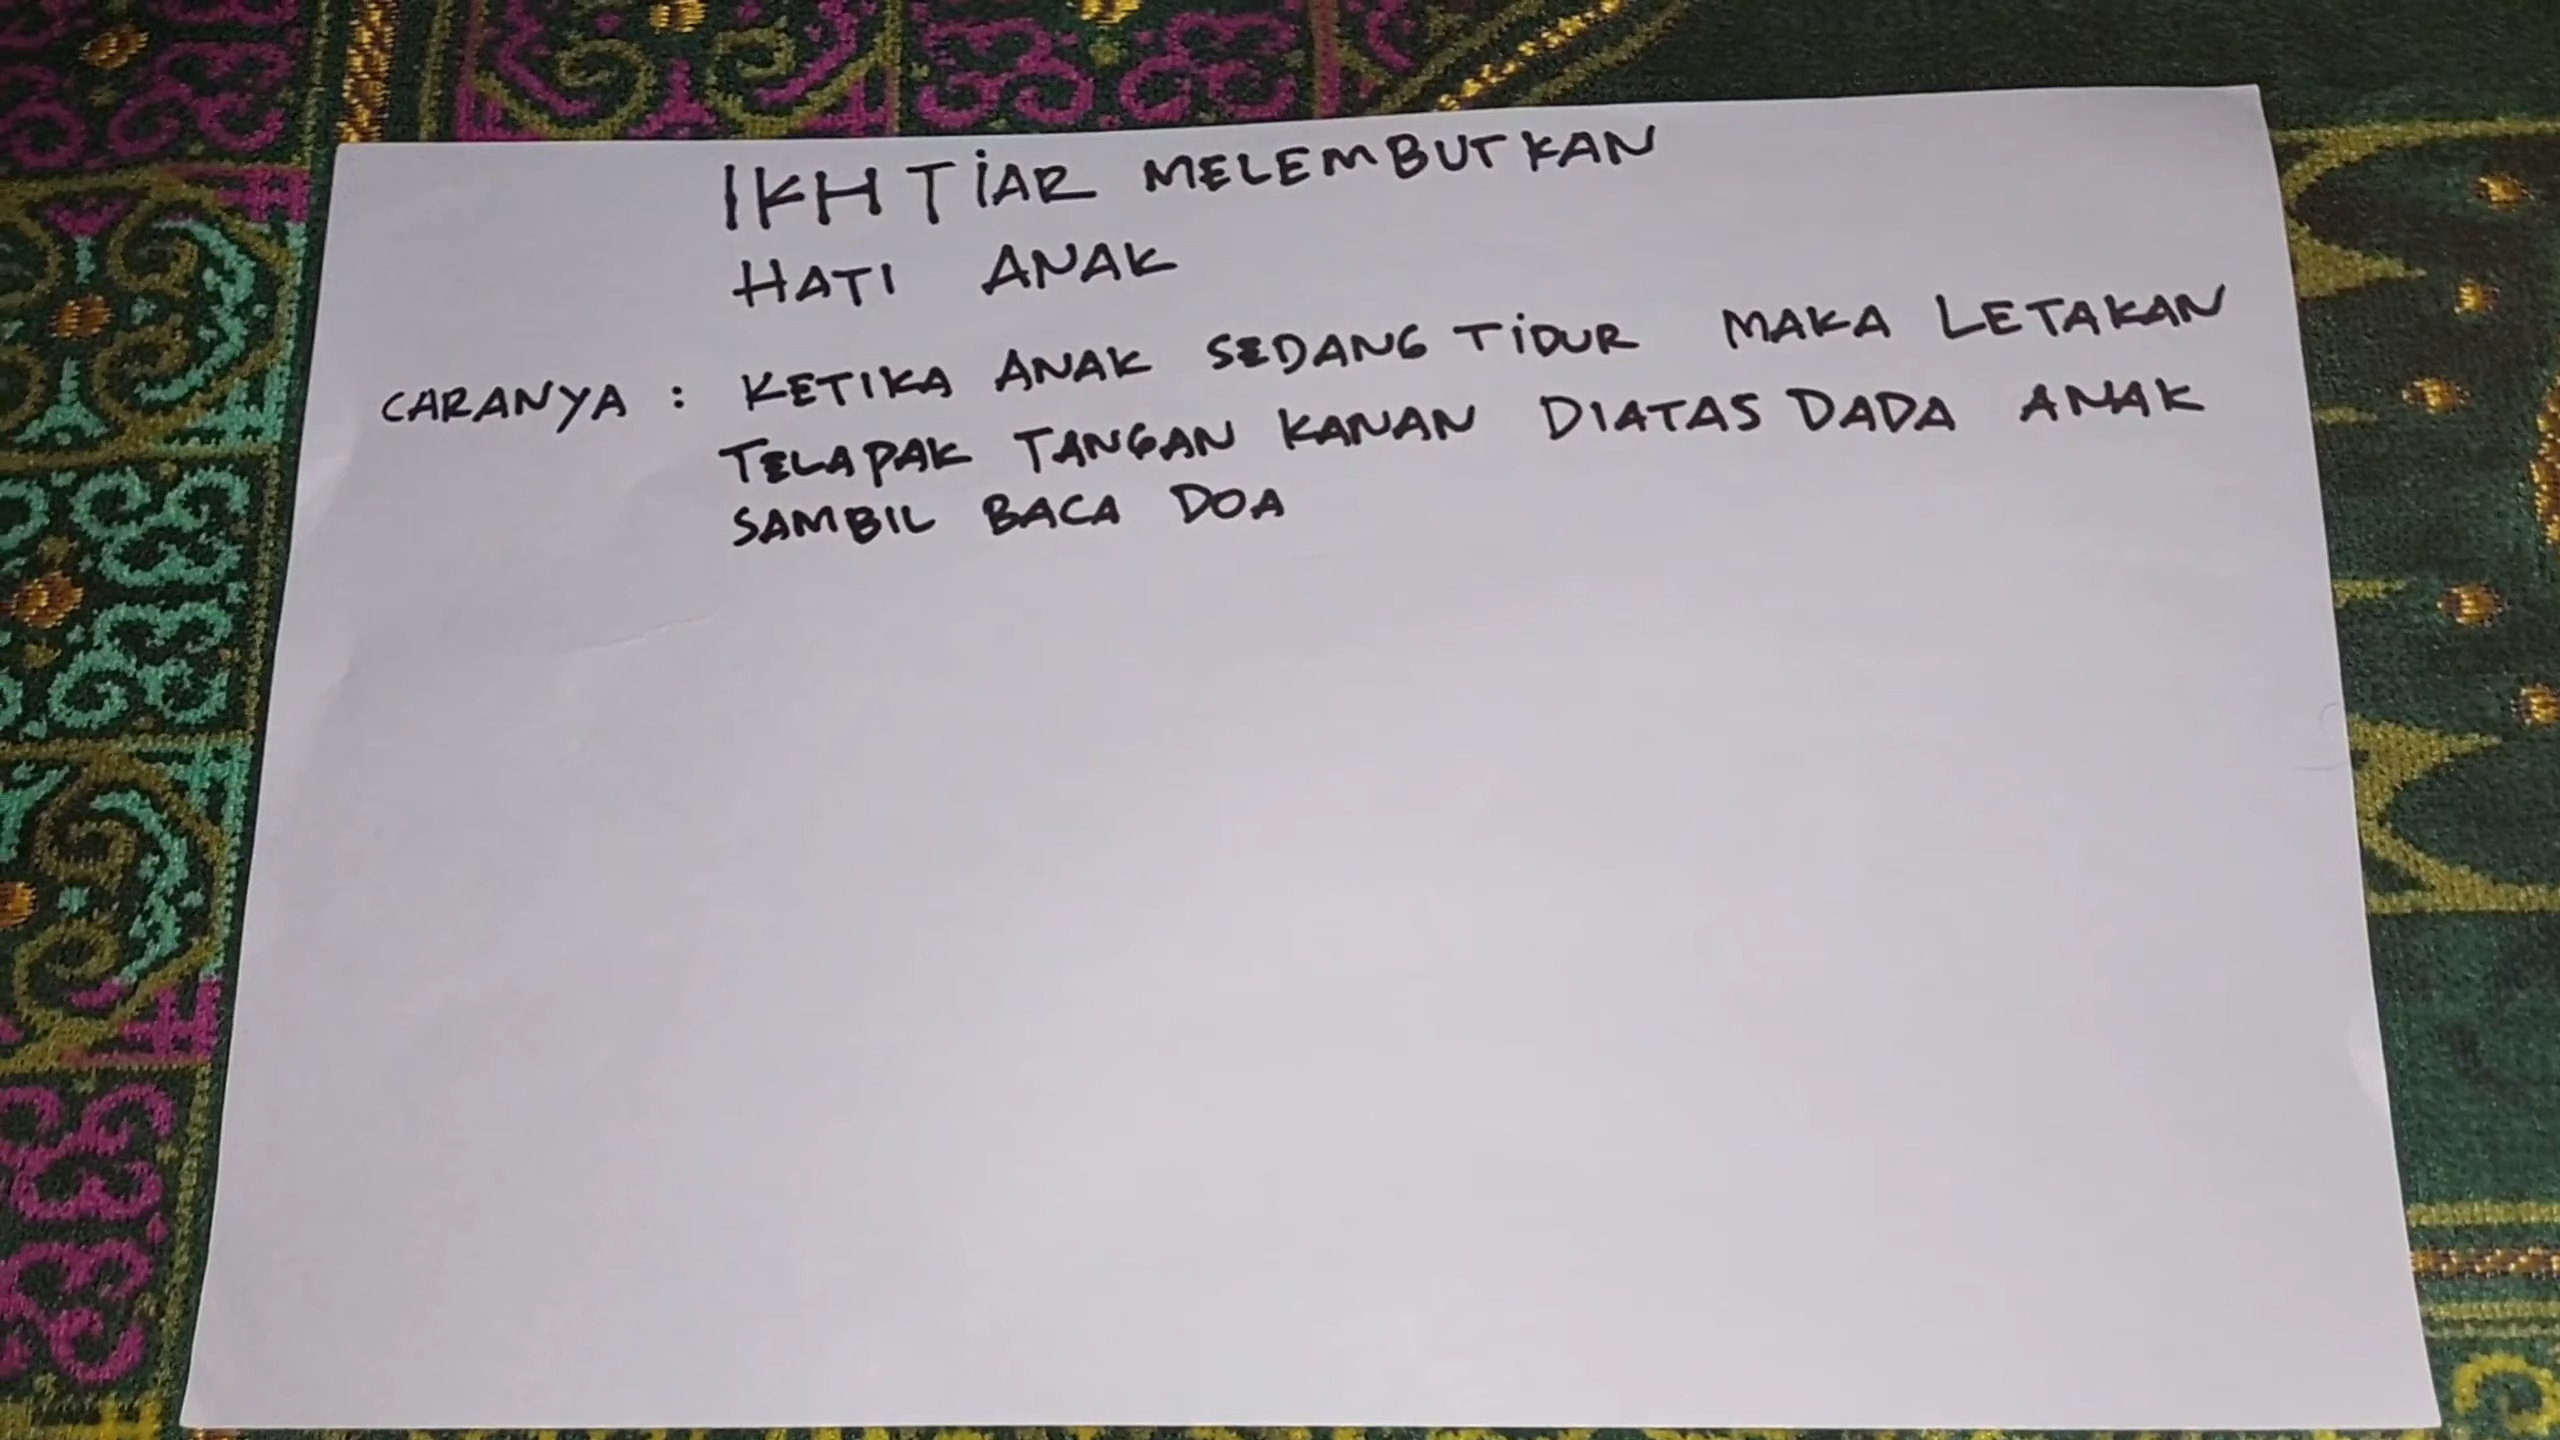 IKHTIAR MELEMBUTKAN
HATI ANAK
CARANYA : KETIKA ANAK SEDANG TIDUR MAKA LETAKAN
TELAPAK TANGAN KANAN DIATAS DADA ANAK
SAMBIL BACA DOA